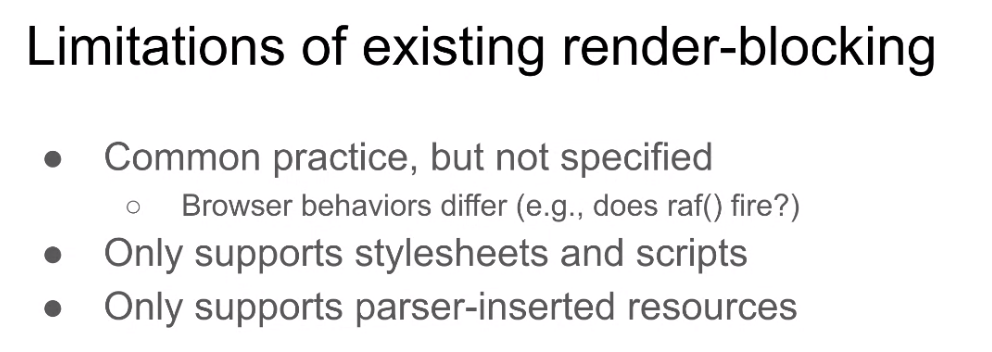 Limitations of existing render-blocking
● Common practice, but not specified
○ Browser behaviors differ (e.g., does raf() fire?)
● Only supports stylesheets and scripts
● Only supports parser-inserted resources